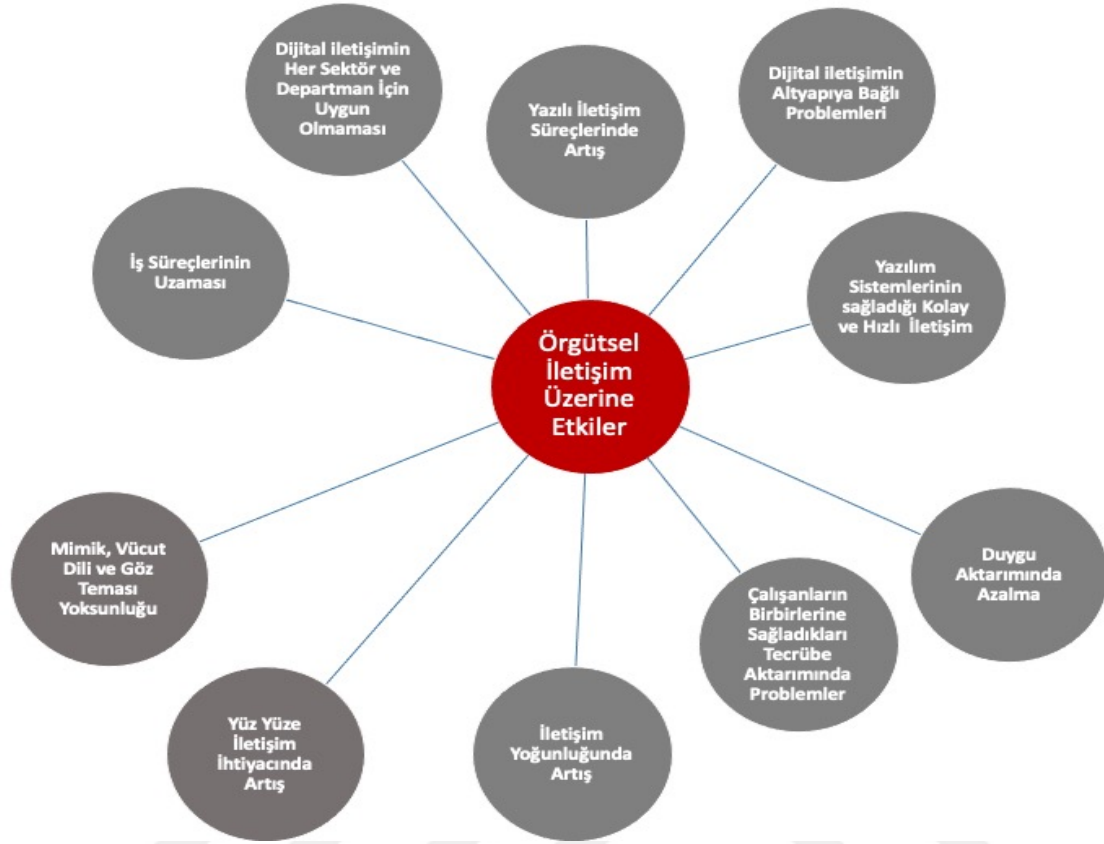 Dijital iletişimin
Her Sektör ve
Departman İçin
Uygun
Olmaması
Yazılı İletişim
Süreçlerinde
Artış
Dijital iletişimin
Altyapıya Bağlı
Problemleri
İş Süreçlerinin
Uzaması
Yazılım
Sistemlerinin
sağladığı Kolay
ve Hızlı İletişim
Örgütsel
İletişim
Üzerine
Etkiler
Mimik, Vücut
Dili ve Göz
Teması
Yoksunluğu
Duygu
Aktarımında
Azalma
Çalışanların
Birbirlerine
Sağladıkları
Tecrübe
Aktarımında
Problemler
Yüz Yüze
İletişim
İhtiyacında
Artış
İletişim
Yoğunluğunda
Artış